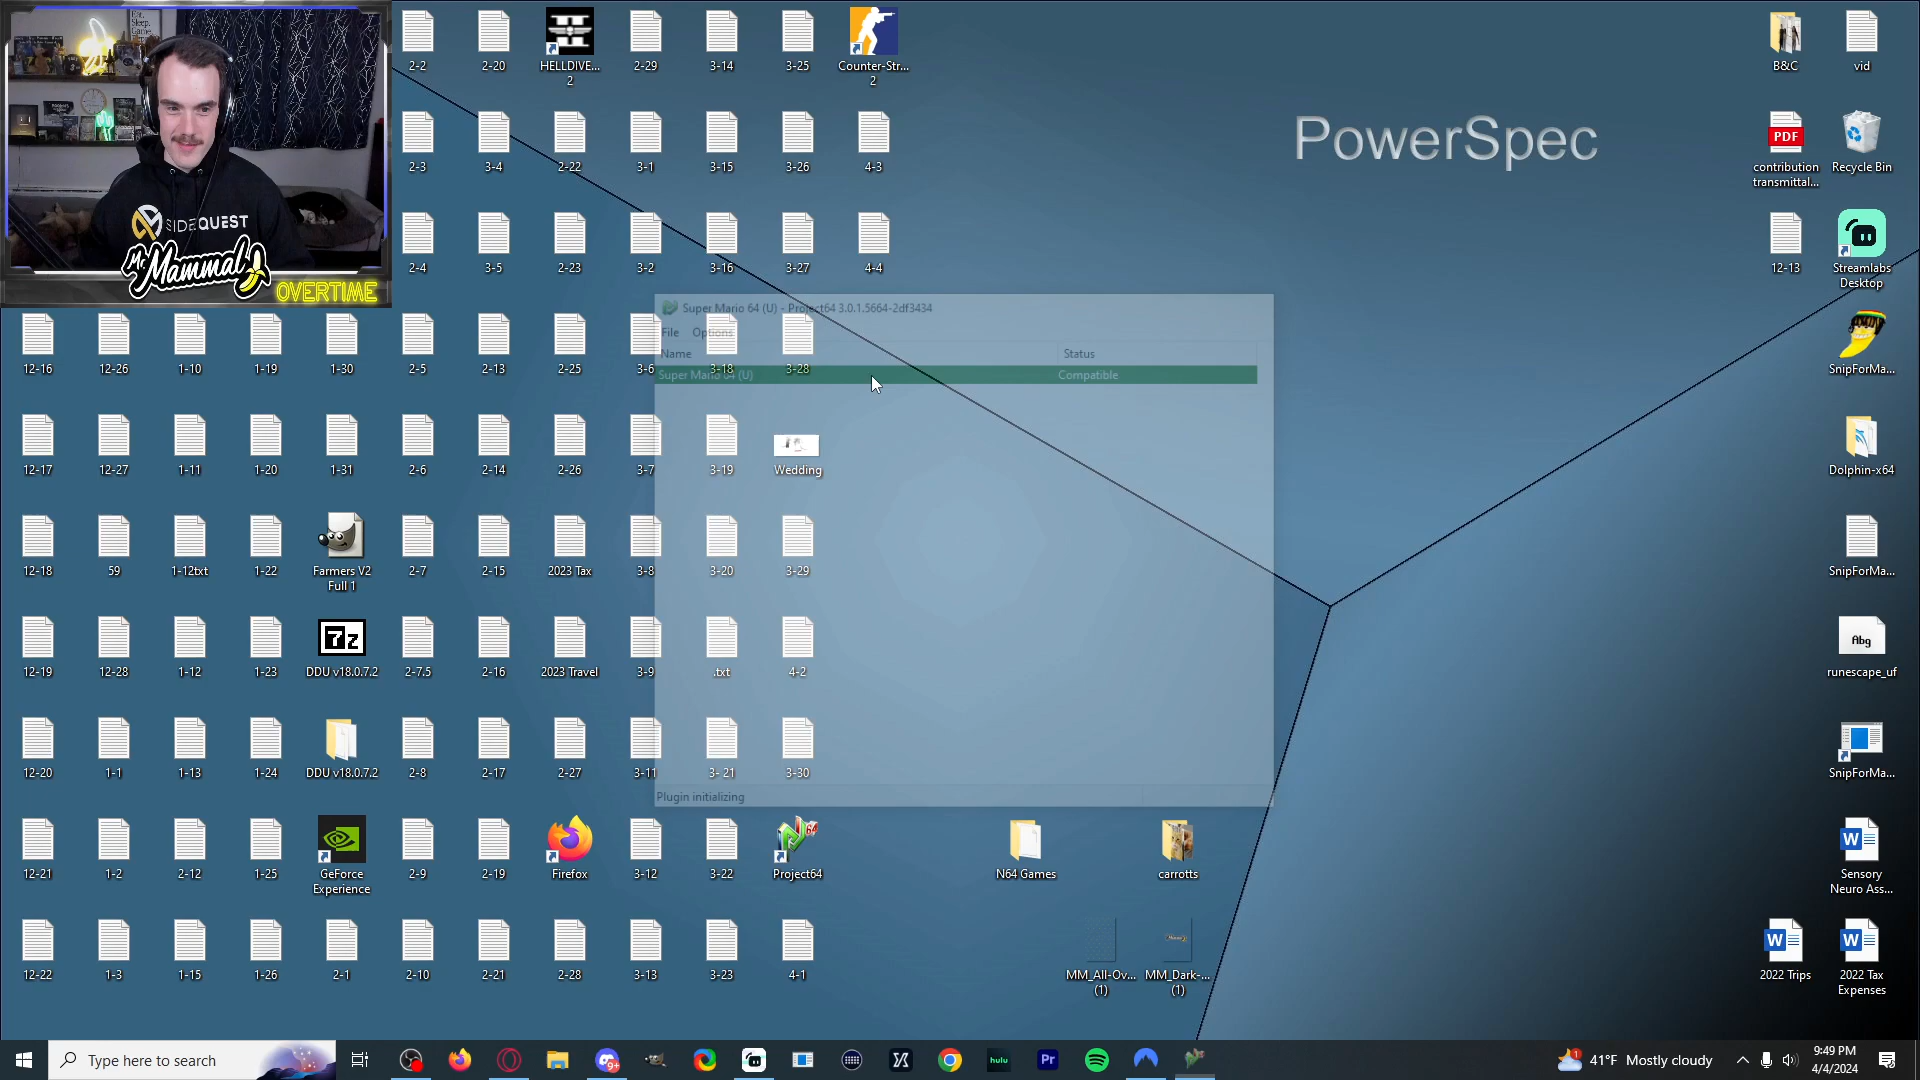 SIDEQUEST
Mr. Mammal
OVERTIME
2-2
2-20
HELLDIVE...
2
2-29
3-14
3-25
Counter-Str...
2
B&C
vid
PowerSpec
2-3
3-4
2-22
3-1
3-15
3-26
4-3
PDF
contribution
transmittal...
Recycle Bin
2-4
3-5
2-23
3-2
3-16
3-27
4-4
12-13
Streamlabs
Desktop
Super Mario 64 (U) - Project64 3.0.1.5664-2df3434
File Options
Name Status
Super Mario 64 (U) Compatible
12-16
12-26
1-10
1-19
1-30
2-5
2-13
2-25
3-6
3-18
3-28
SnipForMa...
12-17
12-27
1-11
1-20
1-31
2-6
2-14
2-26
3-7
3-19
Wedding
Dolphin-x64
12-18
59
1-12txt
1-22
Farmers V2
Full 1
2-7
2-15
2023 Tax
3-8
3-20
3-29
SnipForMa...
7z
Abg
12-19
12-28
1-12
1-23
DDU v18.0.7.2
2-7.5
2-16
2023 Travel
3-9
.txt
4-2
runescape_uf
12-20
1-1
1-13
1-24
DDU v18.0.7.2
2-8
2-17
2-27
3-11
3- 21
3-30
SnipForMa...
Plugin initializing
64
12-21
1-2
2-12
1-25
GeForce
Experience
2-9
2-19
Firefox
3-12
3-22
Project64
N64 Games
carrotts
W
Sensory
Neuro Ass...
12-22
1-3
1-15
1-26
2-1
2-10
2-21
2-28
3-13
3-23
4-1
MM_All-Ov...
(1)
MM_Dark-...
(1)
W
2022 Trips
W
2022 Tax
Expenses
Type here to search
9+
hulu
Pr
1
41°F Mostly cloudy
9:49 PM
4/4/2024